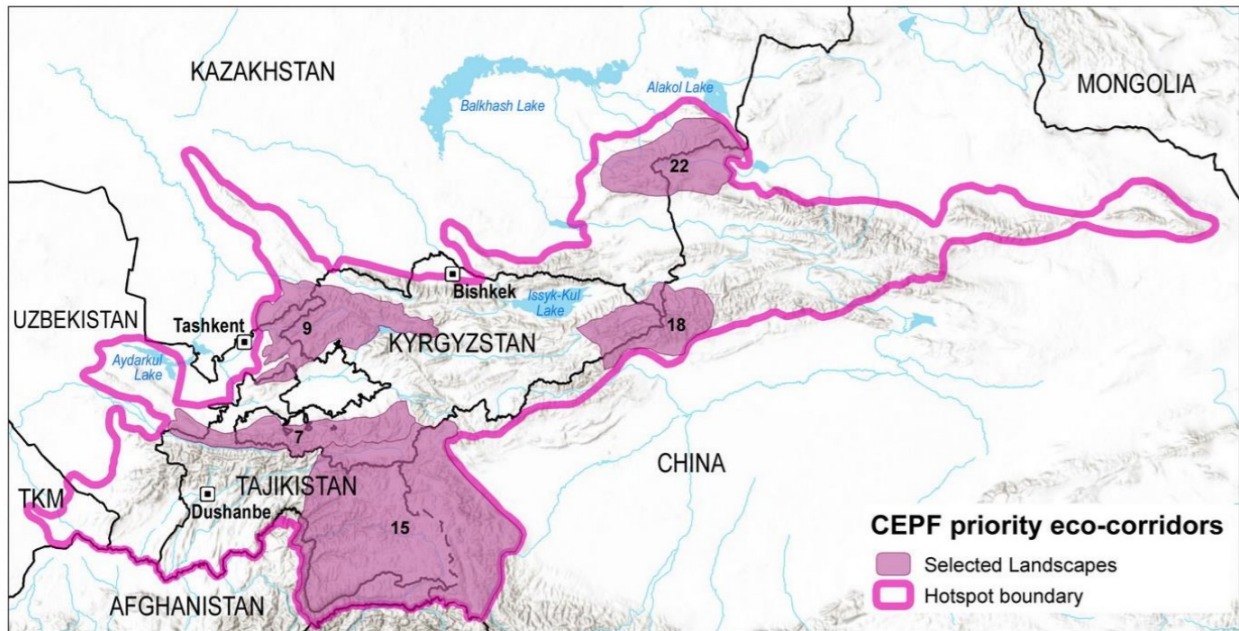 KAZAKHSTAN
MONGOLIA
Alakol Lake
Balkhash Lake
22
Bishkek
Issyk-Kul
Lake
UZBEKISTAN
Tashkent
9
KYRGYZSTAN
18
Aydarkul
Lake
7
CHINA
TAJIKISTAN
TKM
Dushanbe
15
AFGHANISTAN
CEPF priority eco-corridors
Selected Landscapes
Hotspot boundary